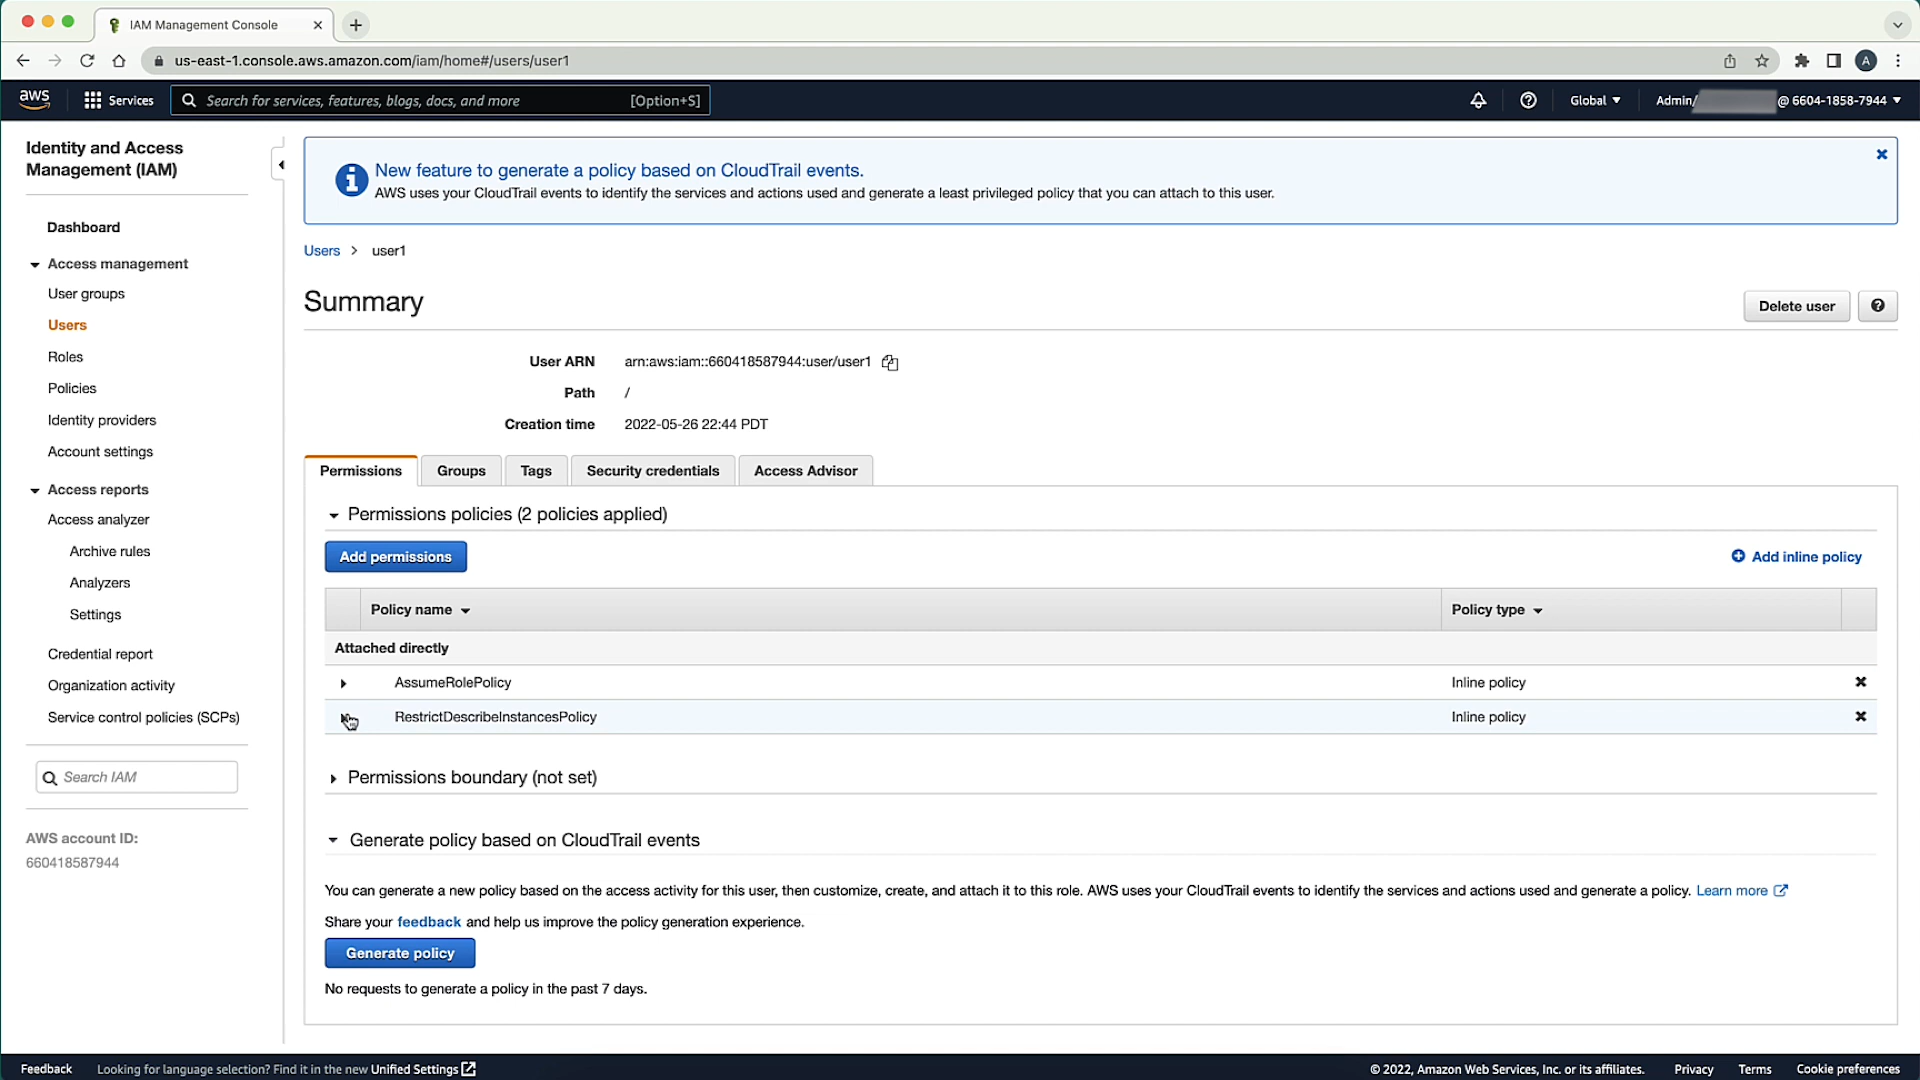 IAM Management Console
us-east-1.console.aws.amazon.com/iam/home#/users/user1
A
aws
Services
Search for services, features, blogs, docs, and more [Option+S]
Global
Admin/ @ 6604-1858-7944
Identity and Access
Management (IAM)
Dashboard
Access management
User groups
Users
Roles
Policies
Identity providers
Account settings
Access reports
Access analyzer
Archive rules
Analyzers
Settings
Credential report
Organization activity
Service control policies (SCPs)
Search IAM
AWS account ID:
660418587944
New feature to generate a policy based on CloudTrail events.
AWS uses your CloudTrail events to identify the services and actions used and generate a least privileged policy that you can attach to this user.
Users > user1
Summary
Delete user
User ARN arn:aws:iam::660418587944:user/user1
Path /
Creation time 2022-05-26 22:44 PDT
Permissions Groups Tags Security credentials Access Advisor
Permissions policies (2 policies applied)
Add permissions
Add inline policy
Policy name Policy type
Attached directly
AssumeRolePolicy Inline policy
RestrictDescribeInstancesPolicy Inline policy
Permissions boundary (not set)
Generate policy based on CloudTrail events
You can generate a new policy based on the access activity for this user, then customize, create, and attach it to this role. AWS uses your CloudTrail events to identify the services and actions used and generate a policy. Learn more
Share your feedback and help us improve the policy generation experience.
Generate policy
No requests to generate a policy in the past 7 days.
Feedback Looking for language selection? Find it in the new Unified Settings
© 2022, Amazon Web Services, Inc. or its affiliates. Privacy Terms Cookie preferences